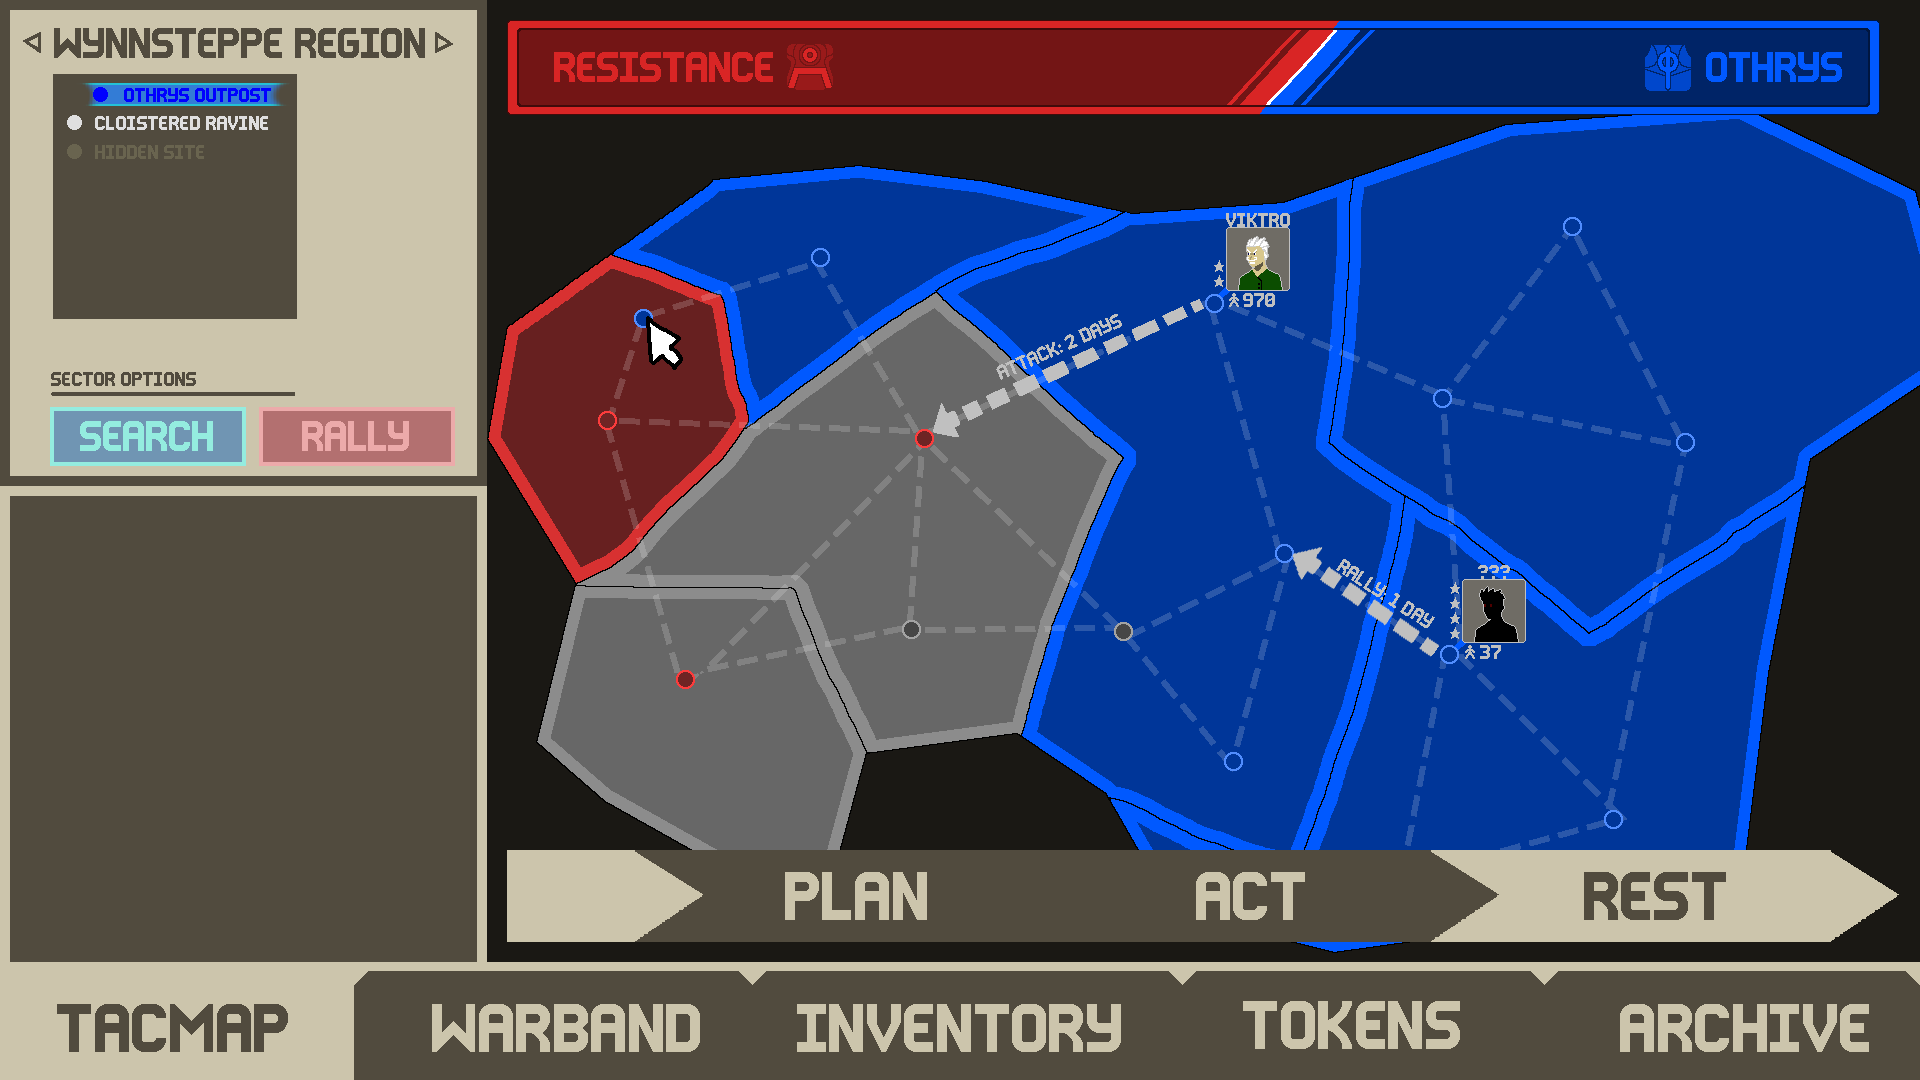 WYNNSTEPPE REGION
OTHRYS OUTPOST
CLOISTERED RAVINE
HIDDEN SITE
SECTOR OPTIONS
SEARCH
RALLY
RESISTANCE
OTHRYS
VIKTRO
970
ATTACK: 2 DAYS
???
RALLY: 1 DAY
37
PLAN
ACT
REST
TACMAP
WARBAND
INVENTORY
TOKENS
ARCHIVE